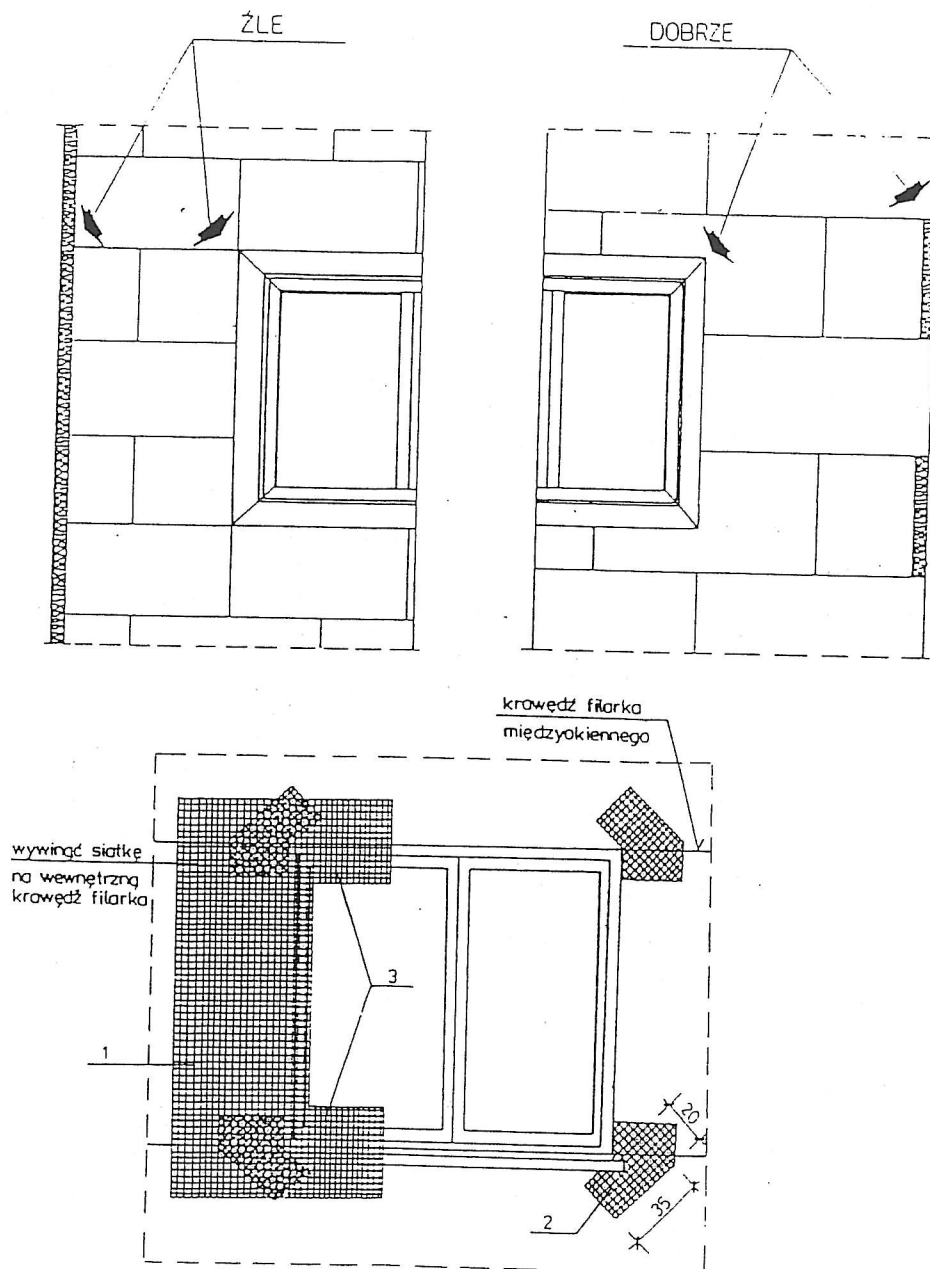 ŹLE
DOBRZE
krawędź filarka
międzyokiennego
wywinąć siatkę
na wewnętrzną
krawędź filarka
3
1
20
2
35